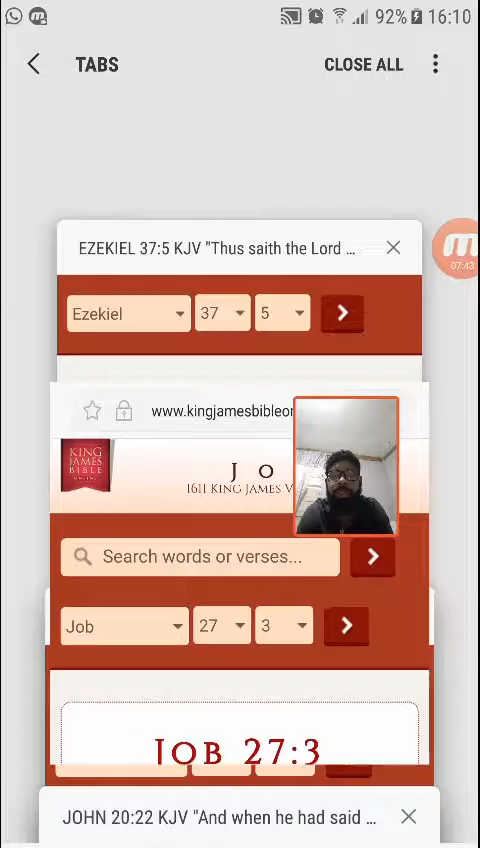 92% 16:10
TABS CLOSE ALL
EZEKIEL 37:5 KJV "Thus saith the Lord ...
07:43
Ezekiel 37 5
www.kingjamesbibleon
KING
JAMES
BIBLE
ONLINE
J O
1611 KING JAMES V
Search words or verses...
Job 27 3
JOB 27:3
JOHN 20:22 KJV "And when he had said ...